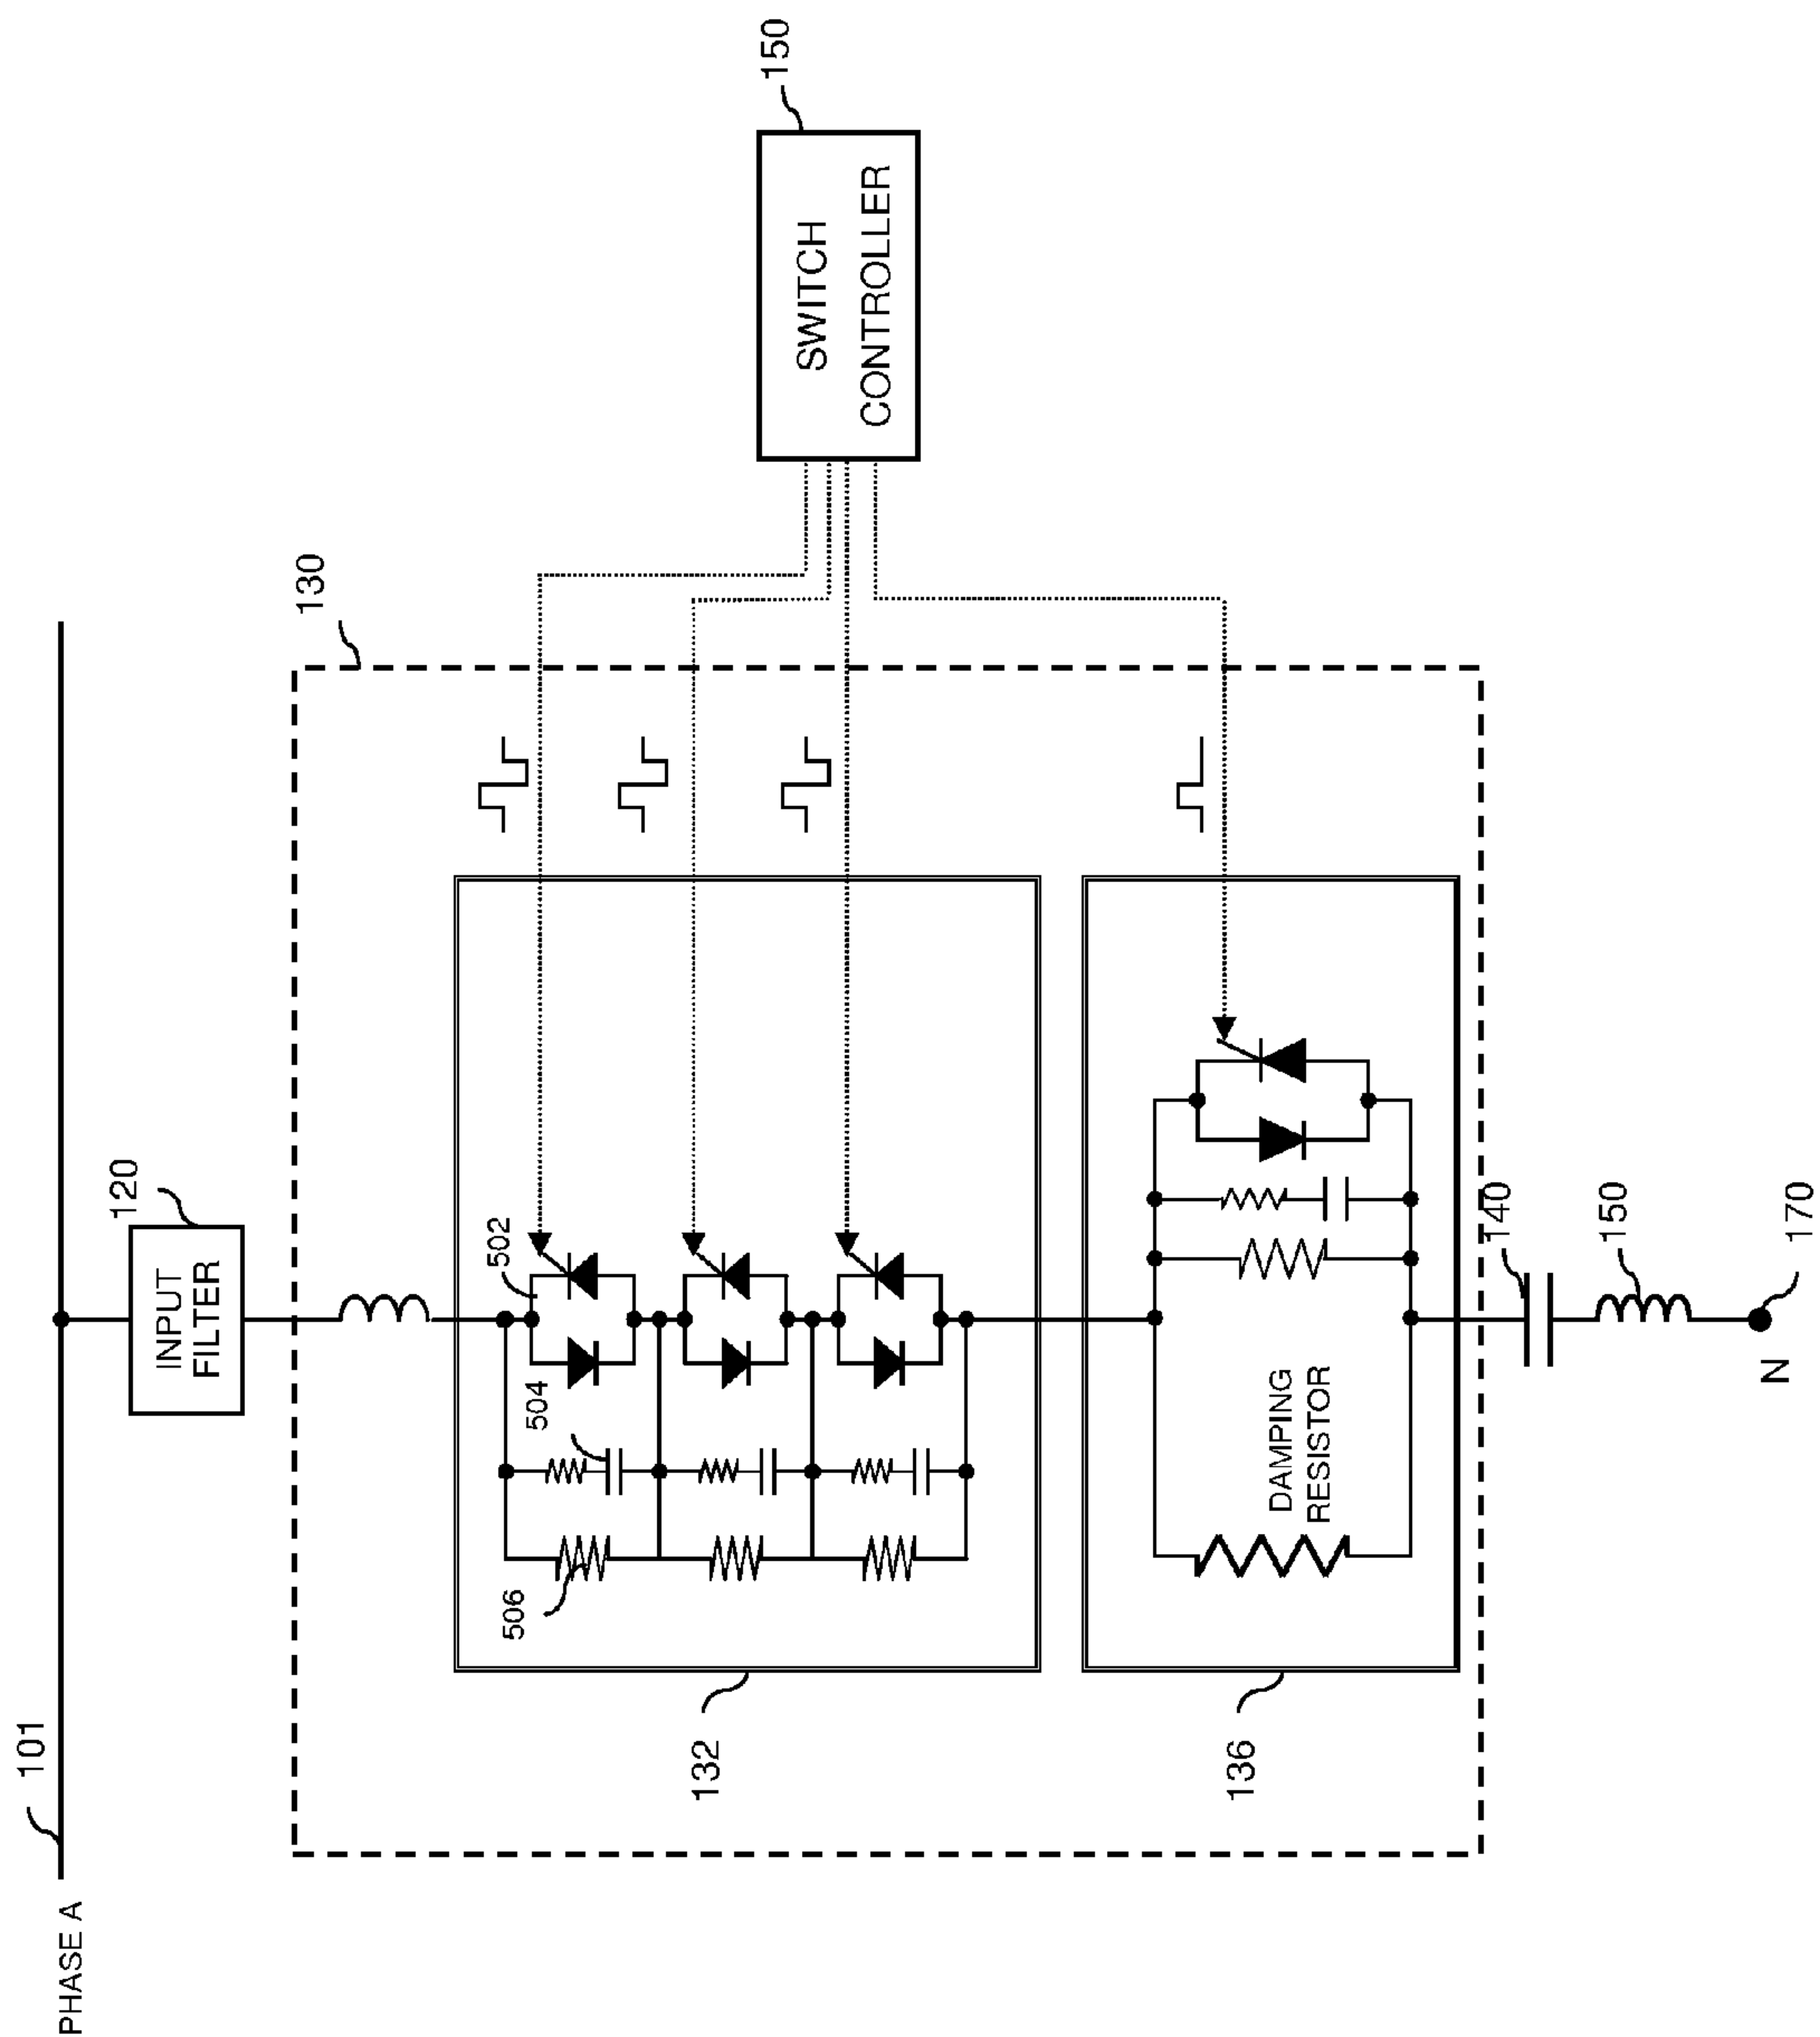 PHASE A
101
120
INPUT
FILTER
130
150
SWITCH
CONTROLLER
502
504
506
132
DAMPING
RESISTOR
136
140
150
170
N